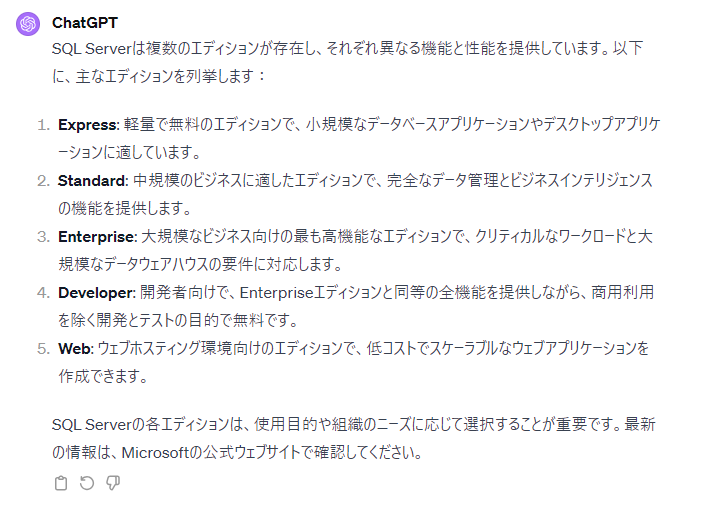 ChatGPT
SQL Serverは複数のエディションが存在し、それぞれ異なる機能と性能を提供しています。以下
に、主なエディションを列挙します：
1. Express: 軽量で無料のエディションで、小規模なデータベースアプリケーションやデスクトップアプリケ
ーションに適しています。
2. Standard: 中規模のビジネスに適したエディションで、完全なデータ管理とビジネスインテリジェンス
の機能を提供します。
3. Enterprise: 大規模なビジネス向けの最も高機能なエディションで、クリティカルなワークロードと大
規模なデータウェアハウスの要件に対応します。
4. Developer: 開発者向けで、Enterpriseエディションと同等の全機能を提供しながら、商用利用
を除く開発とテストの目的で無料です。
5. Web: ウェブホスティング環境向けのエディションで、低コストでスケーラブルなウェブアプリケーションを
作成できます。
SQL Serverの各エディションは、使用目的や組織のニーズに応じて選択することが重要です。最新
の情報は、Microsoftの公式ウェブサイトで確認してください。